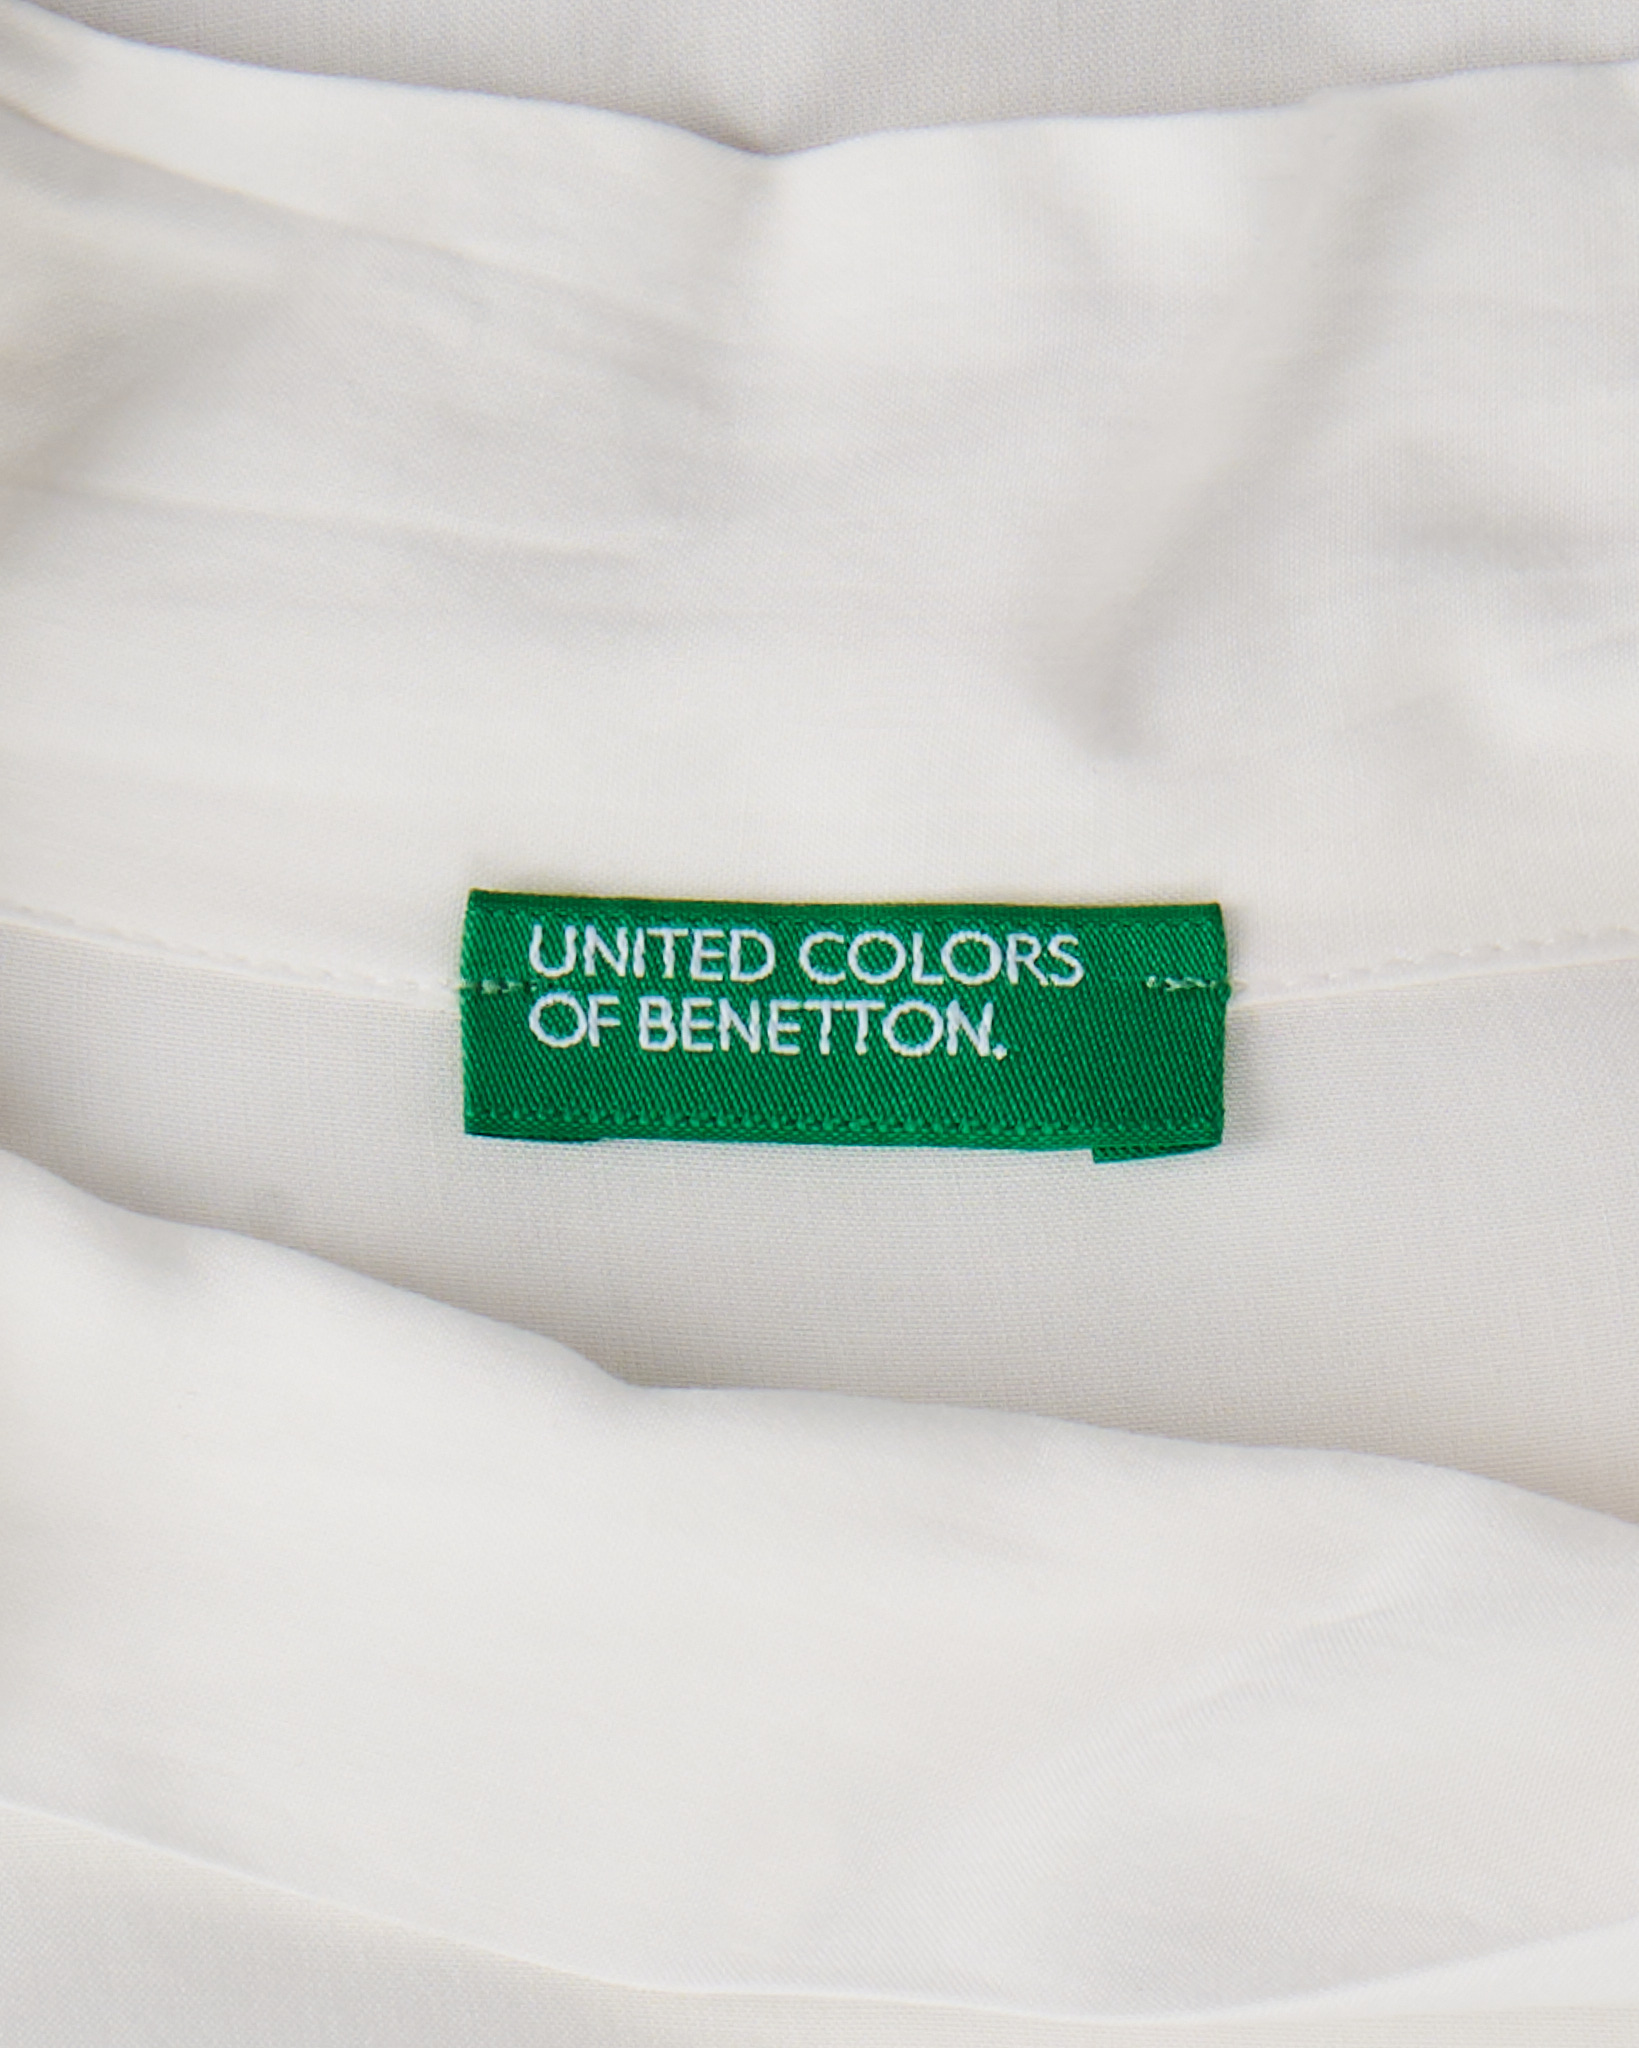 UNITED COLORS
OF BENETTON.